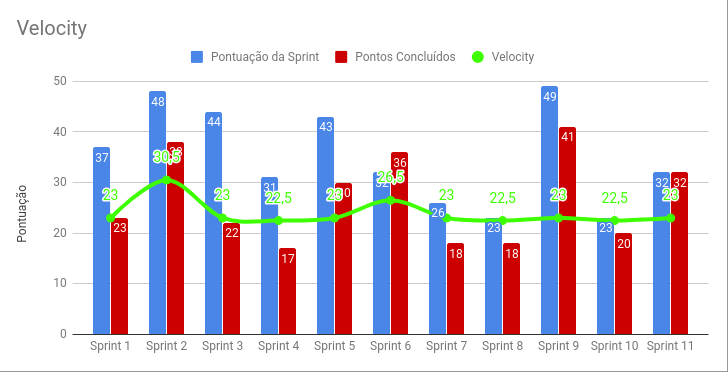 Velocity
Pontuação da Sprint
Pontos Concluídos
Velocity
Pontuação
50
40
30
20
10
0
37
48
44
31
43
32
26
23
49
23
32
23
38
22
17
30
36
18
18
41
20
32
23
30,5
23
22,5
23
26,5
23
22,5
23
22,5
23
Sprint 1
Sprint 2
Sprint 3
Sprint 4
Sprint 5
Sprint 6
Sprint 7
Sprint 8
Sprint 9
Sprint 10
Sprint 11